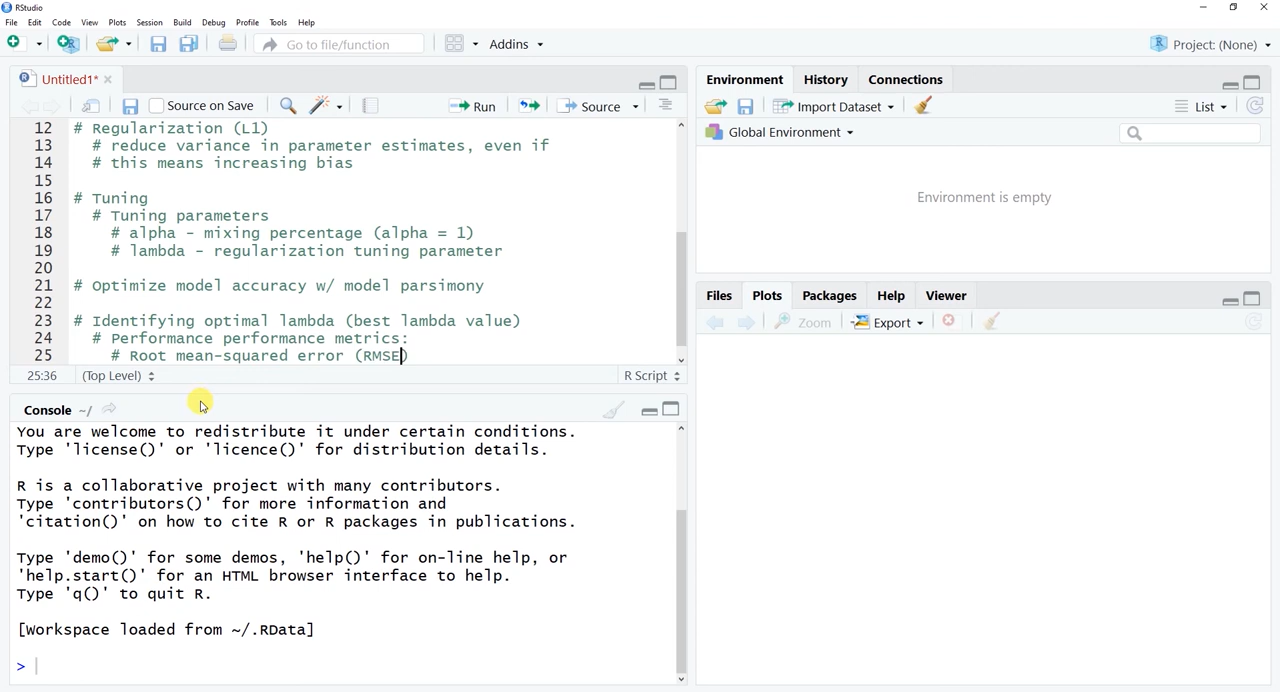 RStudio
File Edit Code View Plots Session Build Debug Profile Tools Help
Go to file/function Addins Project: (None)
Untitled1*
Source on Save Run Source
12 # Regularization (L1)
13 # reduce variance in parameter estimates, even if
14 # this means increasing bias
15
16 # Tuning
17 # Tuning parameters
18 # alpha - mixing percentage (alpha = 1)
19 # lambda - regularization tuning parameter
20
21 # Optimize model accuracy w/ model parsimony
22
23 # Identifying optimal lambda (best lambda value)
24 # Performance performance metrics:
25 # Root mean-squared error (RMSE)
25:36 (Top Level) R Script
Console ~/
You are welcome to redistribute it under certain conditions.
Type 'license()' or 'licence()' for distribution details.
R is a collaborative project with many contributors.
Type 'contributors()' for more information and
'citation()' on how to cite R or R packages in publications.
Type 'demo()' for some demos, 'help()' for on-line help, or
'help.start()' for an HTML browser interface to help.
Type 'q()' to quit R.
[Workspace loaded from ~/.RData]
>
Environment History Connections
Import Dataset List
Global Environment
Environment is empty
Files Plots Packages Help Viewer
Zoom Export